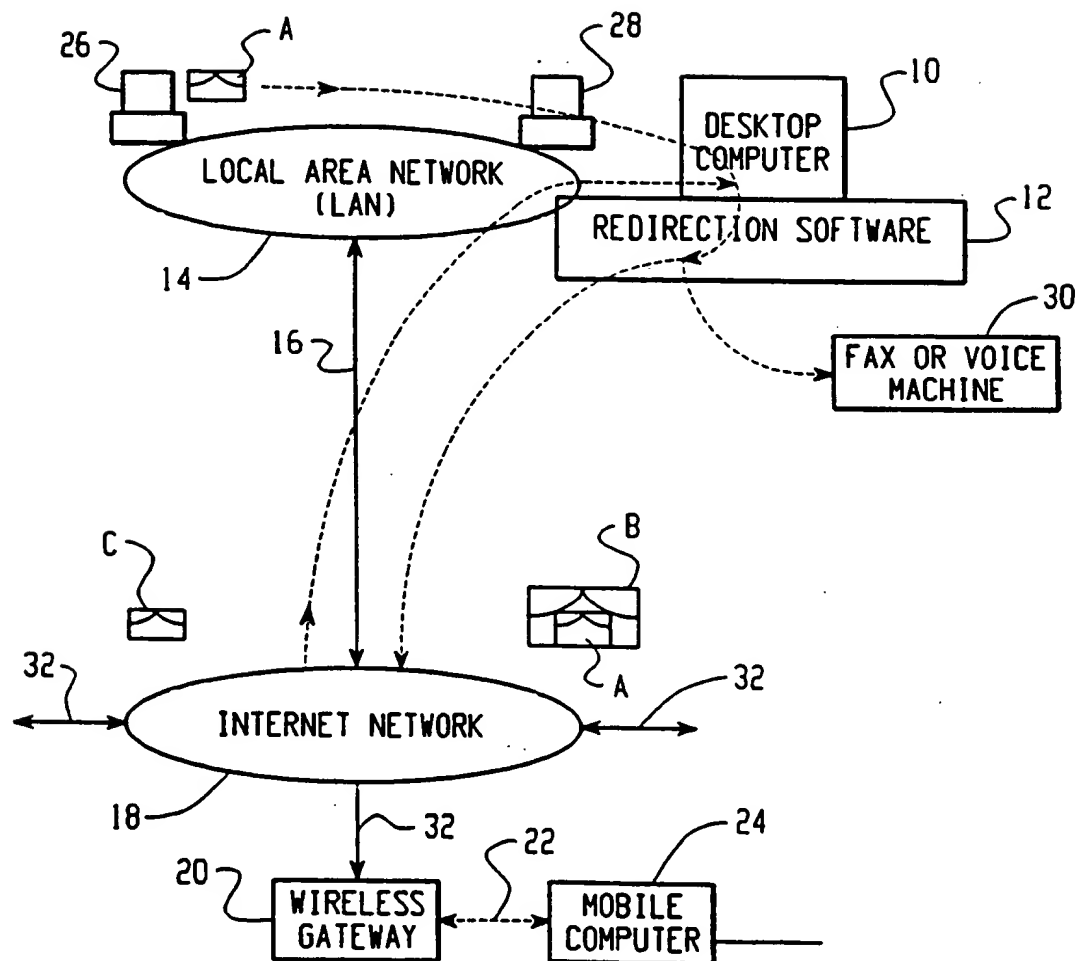 26
A
28
10
DESKTOP
COMPUTER
LOCAL AREA NETWORK
(LAN)
12
REDIRECTION SOFTWARE
14
30
16
FAX OR VOICE
MACHINE
C
B
A
32
32
INTERNET NETWORK
18
32
24
22
20
WIRELESS
GATEWAY
MOBILE
COMPUTER